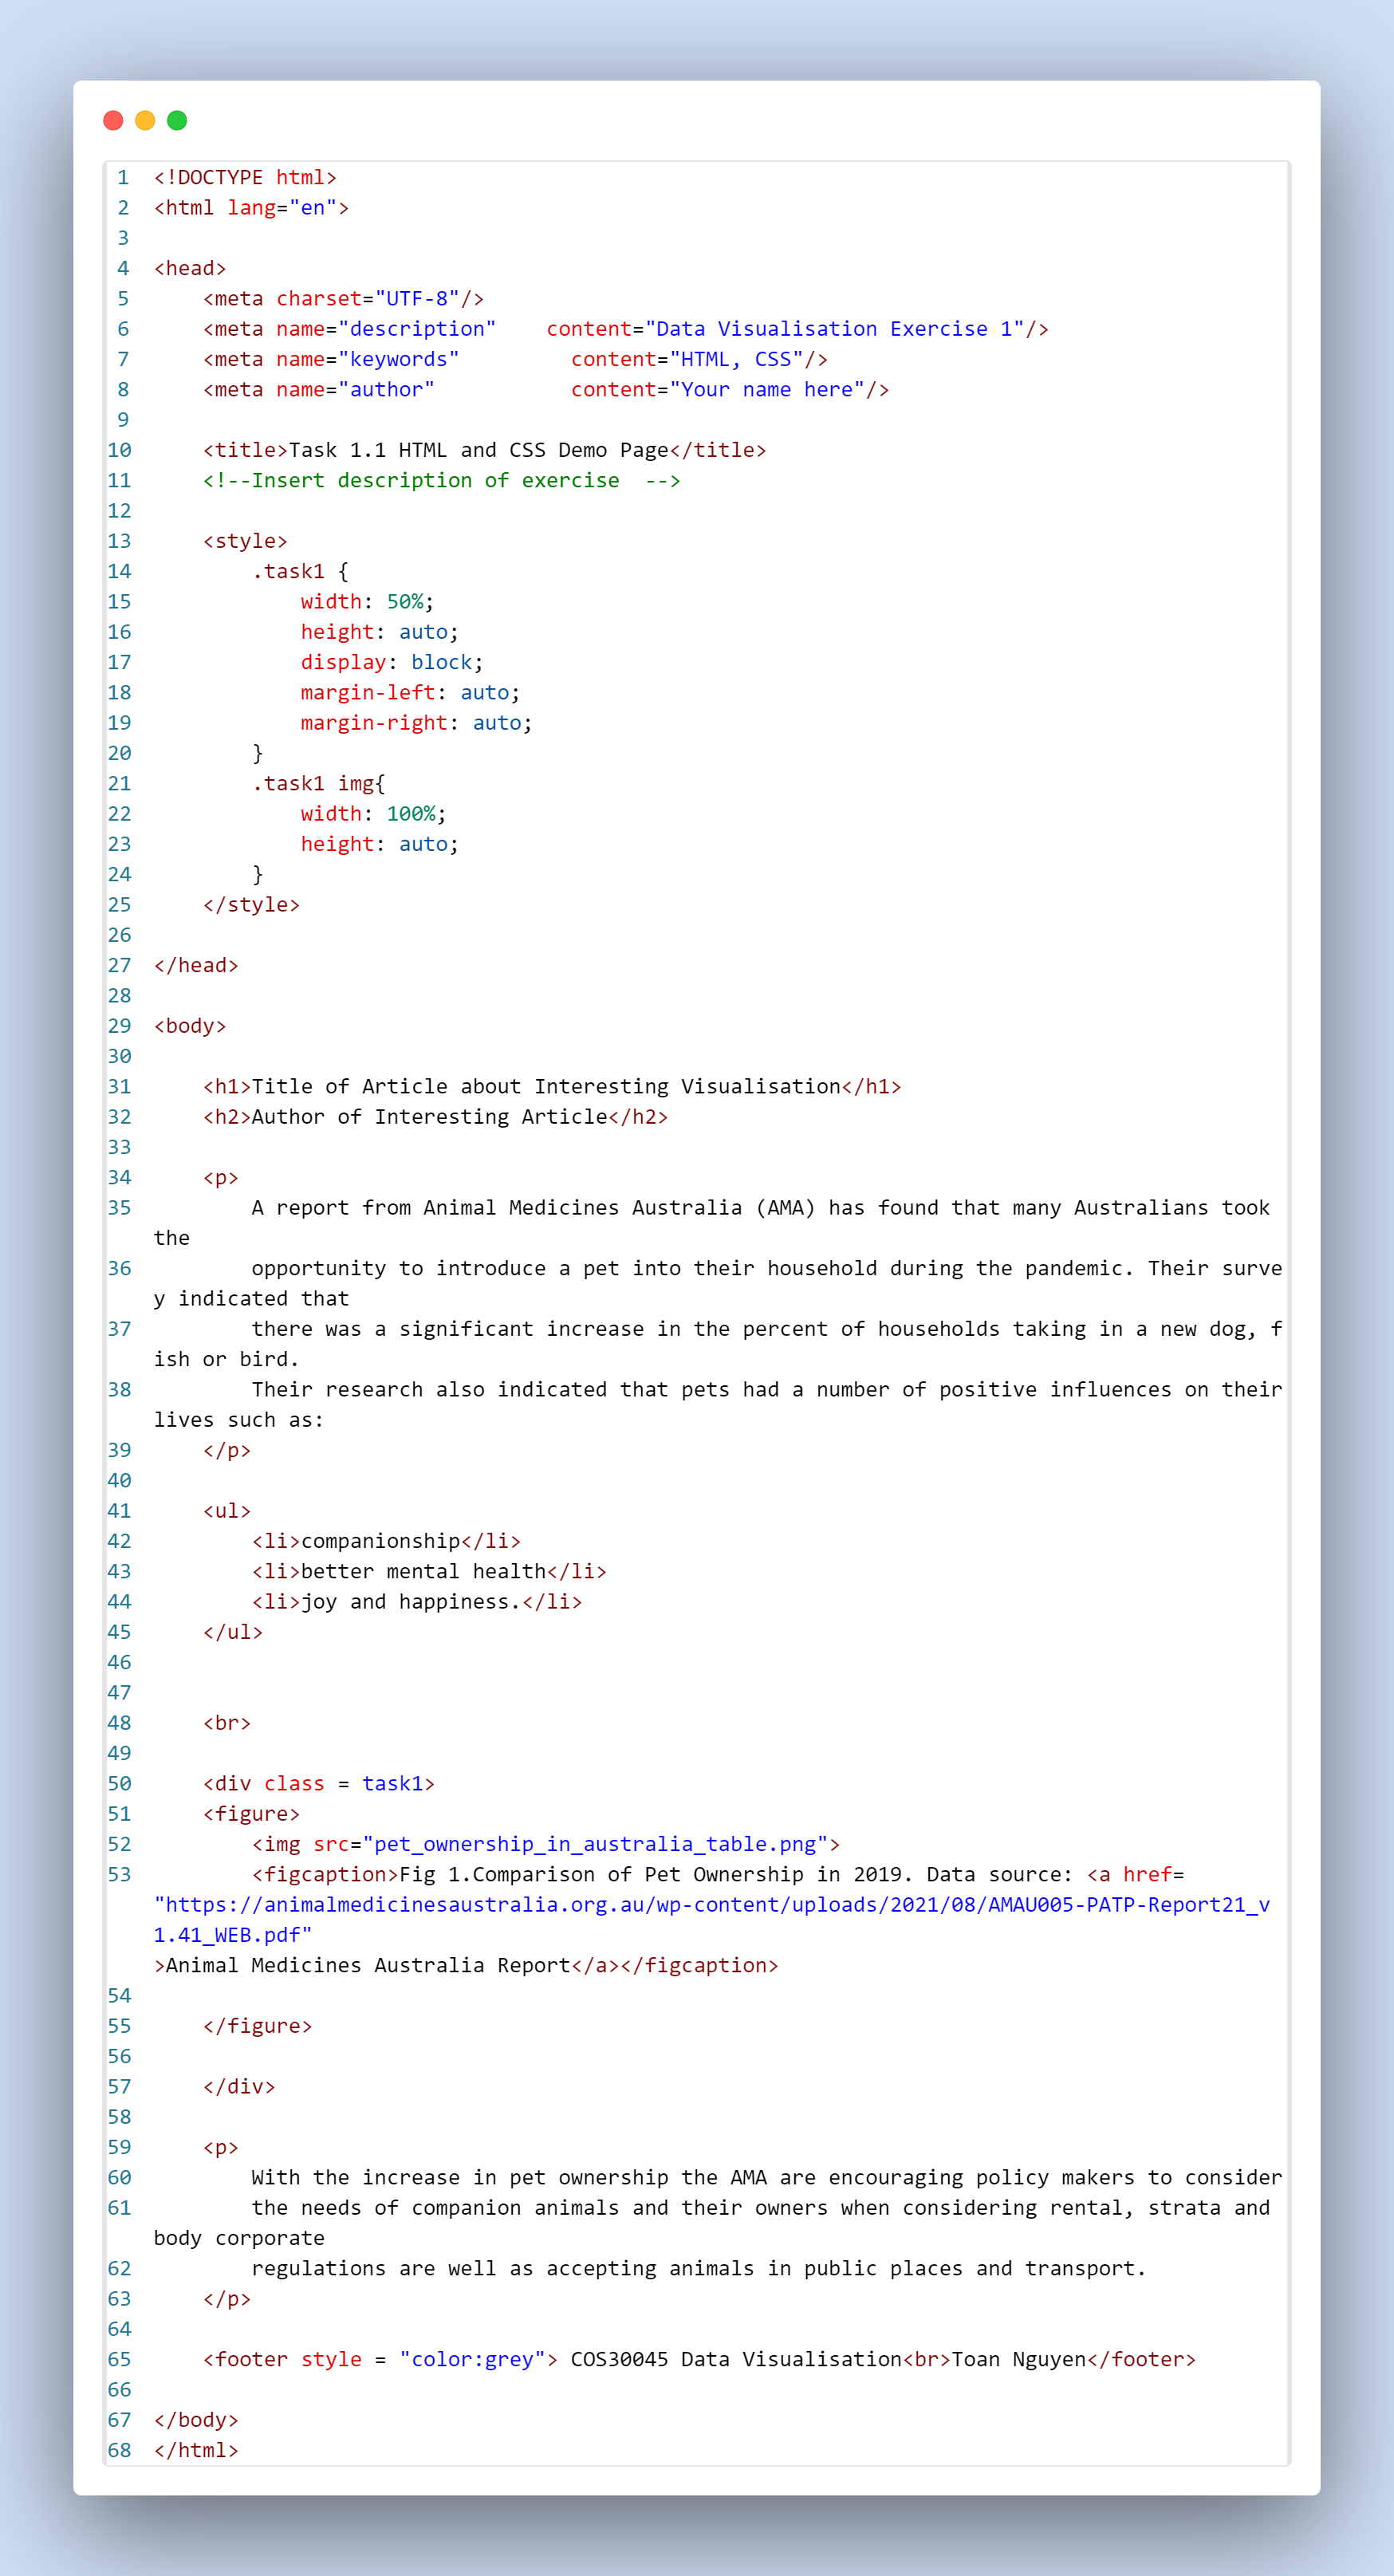 1 <!DOCTYPE html>
2 <html lang="en">
3
4 <head>
5     <meta charset="UTF-8"/>
6     <meta name="description"    content="Data Visualisation Exercise 1"/>
7     <meta name="keywords"         content="HTML, CSS"/>
8     <meta name="author"           content="Your name here"/>
9
10     <title>Task 1.1 HTML and CSS Demo Page</title>
11     <!--Insert description of exercise  -->
12
13     <style>
14         .task1 {
15             width: 50%;
16             height: auto;
17             display: block;
18             margin-left: auto;
19             margin-right: auto;
20         }
21         .task1 img{
22             width: 100%;
23             height: auto;
24         }
25     </style>
26
27 </head>
28
29 <body>
30
31     <h1>Title of Article about Interesting Visualisation</h1>
32     <h2>Author of Interesting Article</h2>
33
34     <p>
35         A report from Animal Medicines Australia (AMA) has found that many Australians took
the
36         opportunity to introduce a pet into their household during the pandemic. Their surve
y indicated that
37         there was a significant increase in the percent of households taking in a new dog, f
ish or bird.
38         Their research also indicated that pets had a number of positive influences on their
lives such as:
39     </p>
40
41     <ul>
42         <li>companionship</li>
43         <li>better mental health</li>
44         <li>joy and happiness.</li>
45     </ul>
46
47
48     <br>
49
50     <div class = task1>
51     <figure>
52         <img src="pet_ownership_in_australia_table.png">
53         <figcaption>Fig 1.Comparison of Pet Ownership in 2019. Data source: <a href=
"https://animalmedicinesaustralia.org.au/wp-content/uploads/2021/08/AMAU005-PATP-Report21_v
1.41_WEB.pdf"
>Animal Medicines Australia Report</a></figcaption>
54
55     </figure>
56
57     </div>
58
59     <p>
60         With the increase in pet ownership the AMA are encouraging policy makers to consider
61         the needs of companion animals and their owners when considering rental, strata and
body corporate
62         regulations are well as accepting animals in public places and transport.
63     </p>
64
65     <footer style = "color:grey"> COS30045 Data Visualisation<br>Toan Nguyen</footer>
66
67 </body>
68 </html>